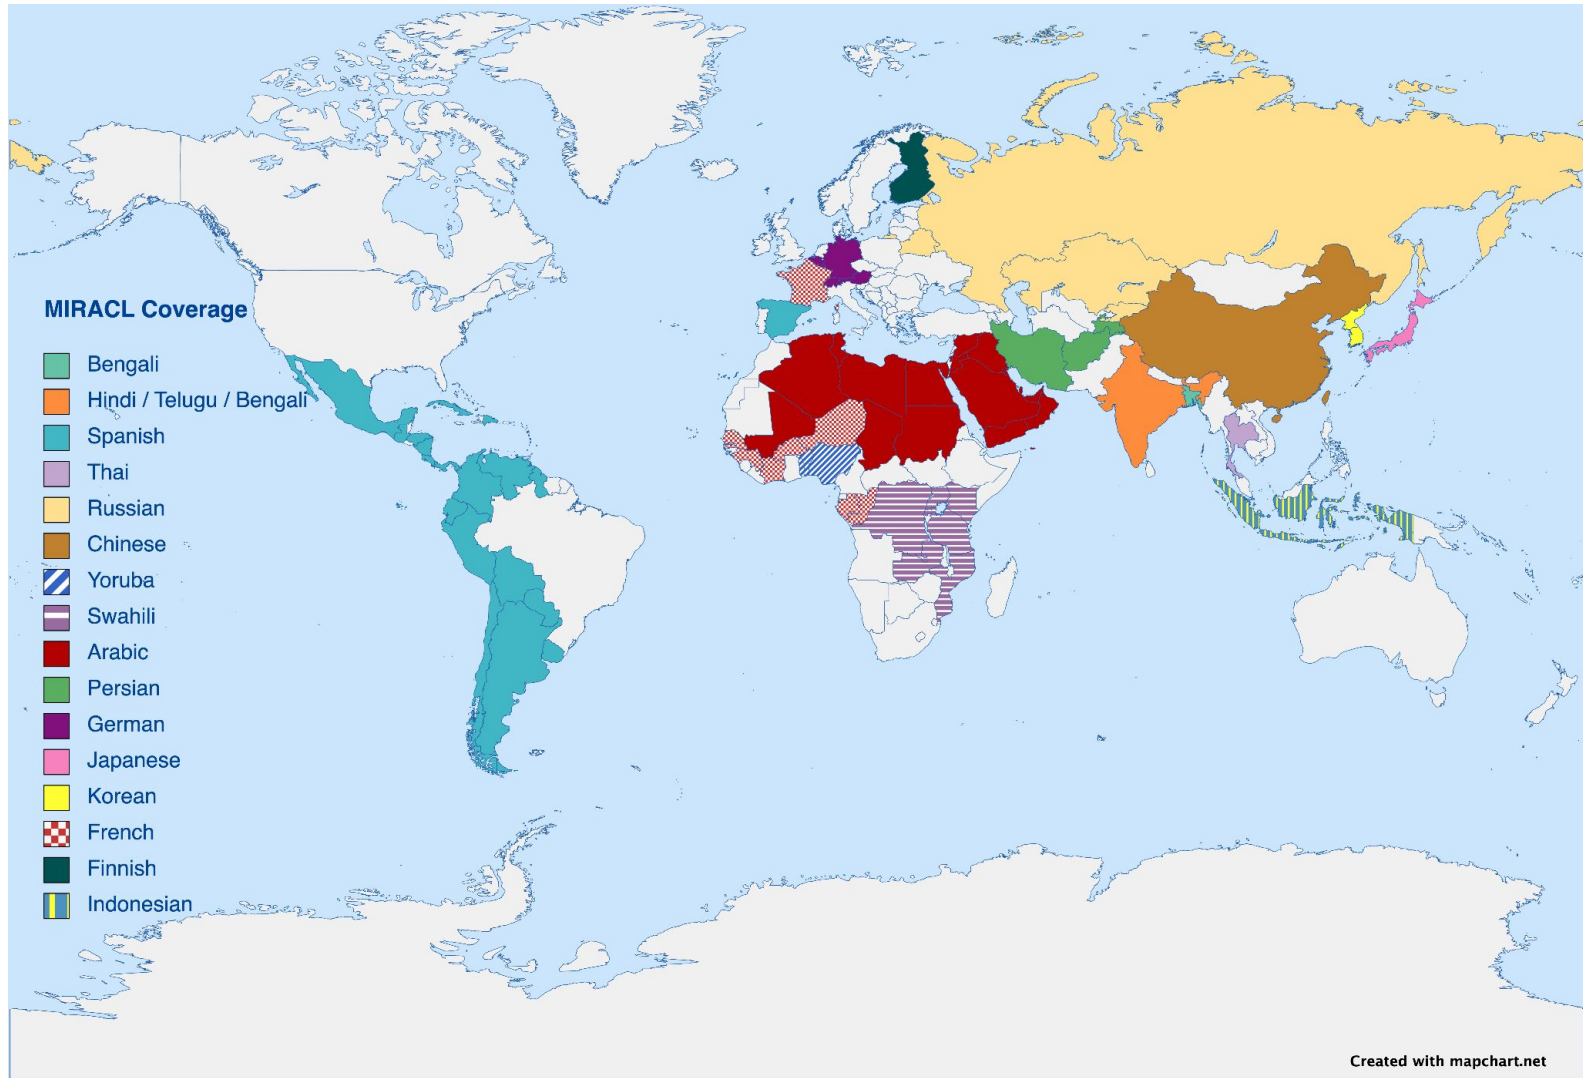 MIRACL Coverage
Bengali
Hindi / Telugu / Bengali
Spanish
Thai
Russian
Chinese
Yoruba
Swahili
Arabic
Persian
German
Japanese
Korean
French
Finnish
Indonesian
Created with mapchart.net